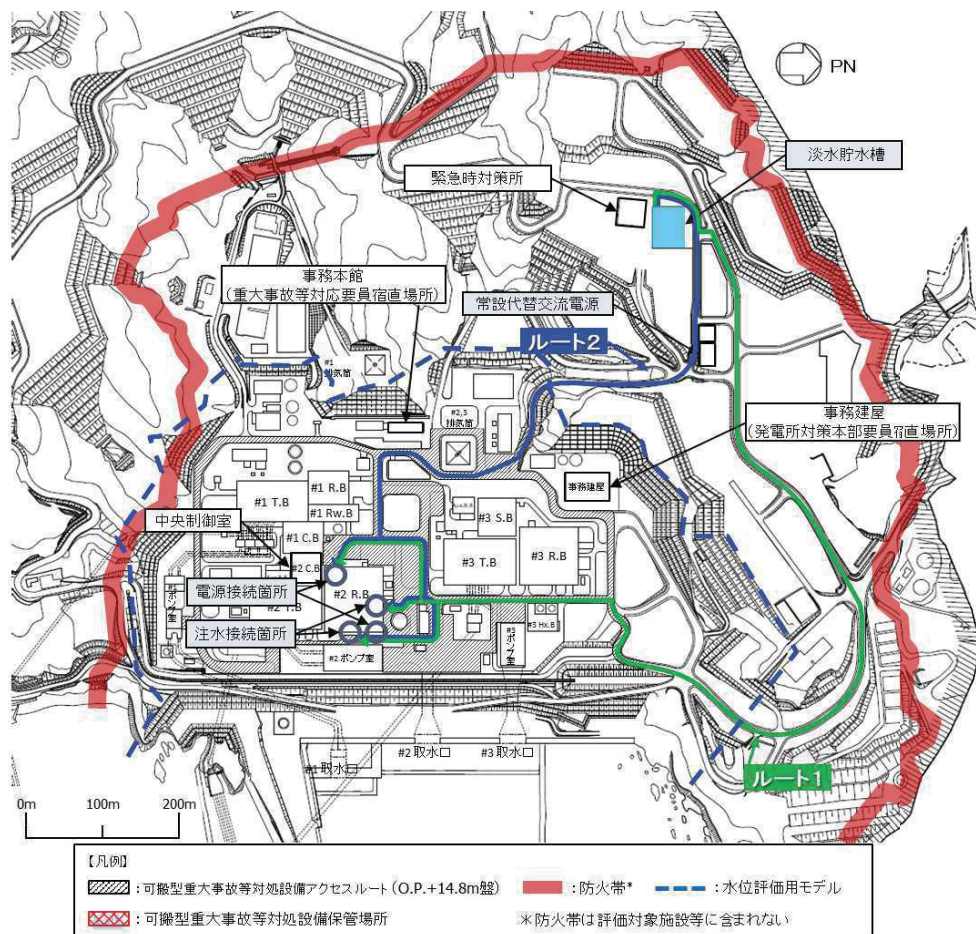 PN
淡水貯水槽
緊急時対策所
事務本館
(重大事故等対応要員宿直場所)
常設代替交流電源
ルート2
#1
排気筒
#2,3
排気筒
事務建屋
(発電所対策本部要員宿直場所)
事務建屋
#1 T.B
#1 R.B
#1 Rw.B
#3 S.B
中央制御室
#1 C.B
#2 C.B
#3 T.B
#3 R.B
電源接続箇所
#2 R.B
#2 T.B
注水接続箇所
#3 Hx.B
#3
ポンプ室
#2 ポンプ室
ポンプ室
#1 取水口
#2 取水口
#3 取水口
ルート1
0m
100m
200m
【凡例】
:可搬型重大事故等対処設備アクセスルート(O.P.+14.8m盤)
:防火帯*
:水位評価用モデル
:可搬型重大事故等対処設備保管場所
*防火帯は評価対象施設等に含まれない